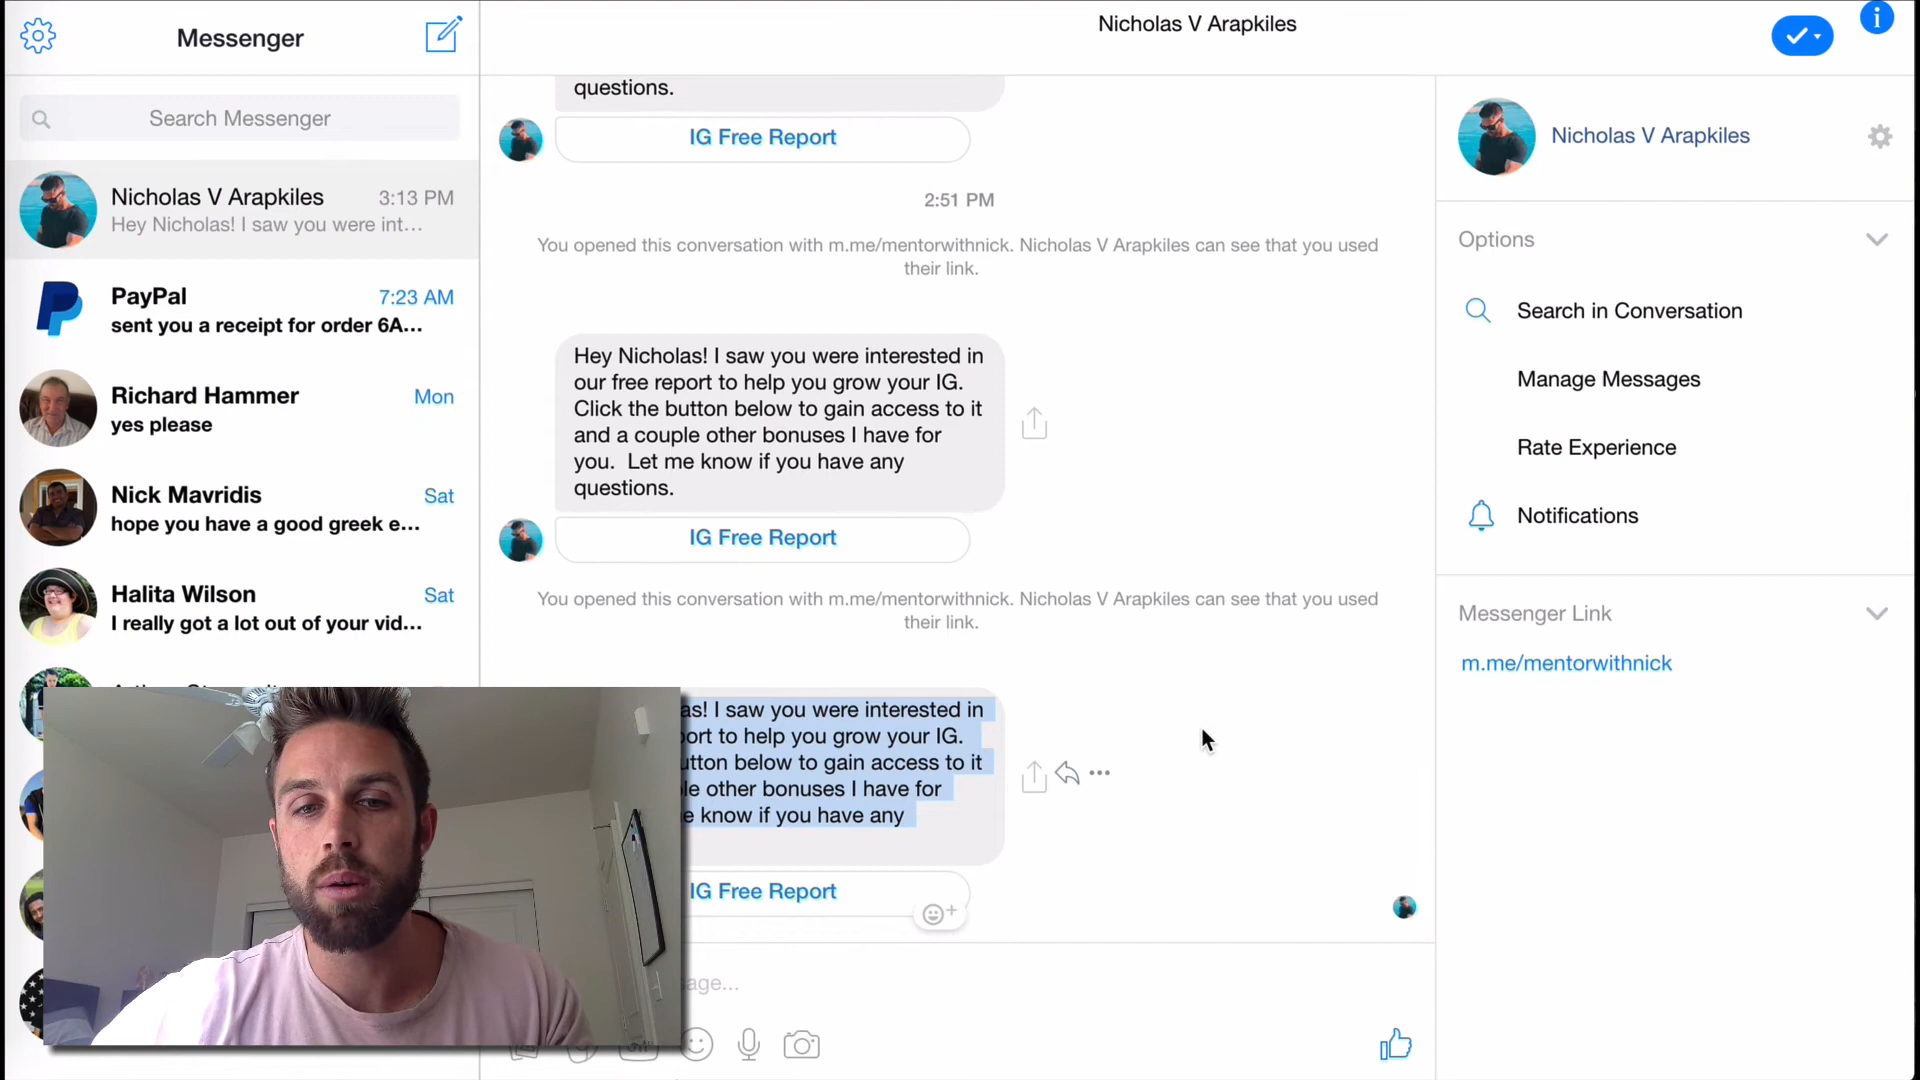 Messenger
Search Messenger
Nicholas V Arapkiles 3:13 PM
Hey Nicholas! I saw you were int...
PayPal 7:23 AM
sent you a receipt for order 6A...
Richard Hammer Mon
yes please
Nick Mavridis Sat
hope you have a good greek e...
Halita Wilson Sat
I really got a lot out of your vid...
Nicholas V Arapkiles
questions.
IG Free Report
2:51 PM
You opened this conversation with m.me/mentorwithnick. Nicholas V Arapkiles can see that you used
their link.
Hey Nicholas! I saw you were interested in
our free report to help you grow your IG.
Click the button below to gain access to it
and a couple other bonuses I have for
you.  Let me know if you have any
questions.
IG Free Report
You opened this conversation with m.me/mentorwithnick. Nicholas V Arapkiles can see that you used
their link.
as! I saw you were interested in
ort to help you grow your IG.
utton below to gain access to it
le other bonuses I have for
e know if you have any
IG Free Report
age...
Nicholas V Arapkiles
Options
Search in Conversation
Manage Messages
Rate Experience
Notifications
Messenger Link
m.me/mentorwithnick